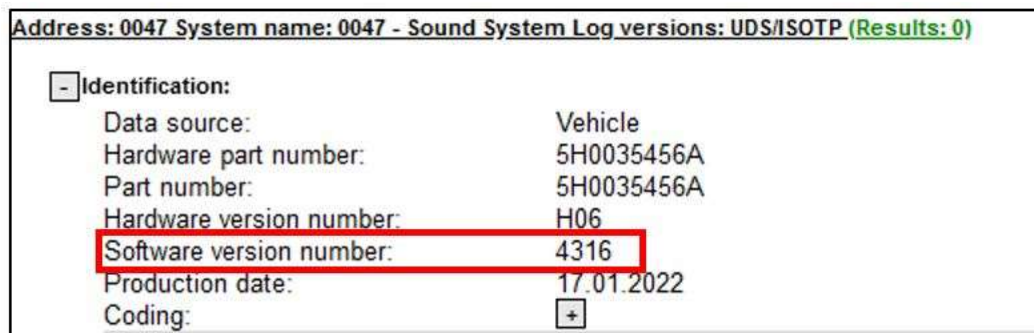 Address: 0047 System name: 0047 - Sound System Log versions: UDS/ISOTP (Results: 0)
- Identification:
Data source: Vehicle
Hardware part number: 5H0035456A
Part number: 5H0035456A
Hardware version number: H06
Software version number: 4316
Production date: 17.01.2022
Coding: +